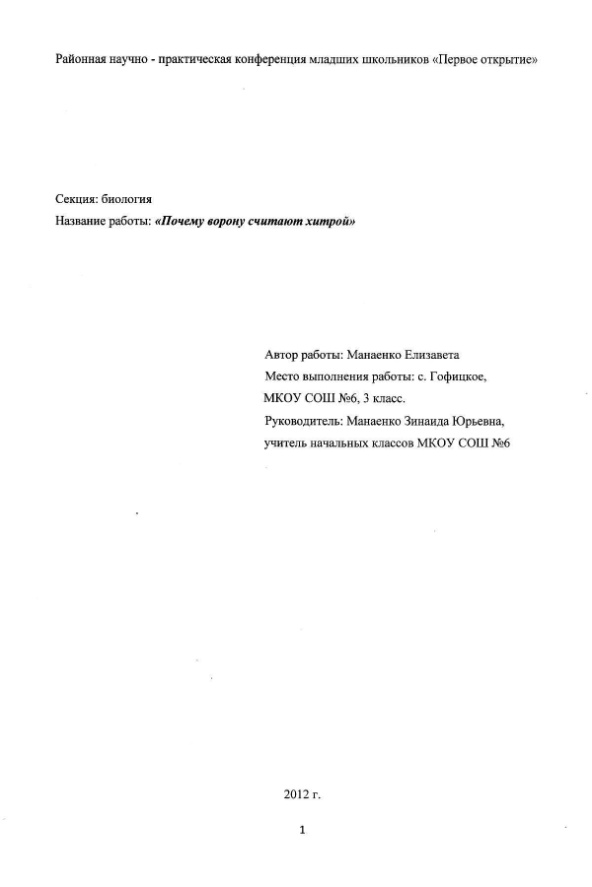 Районная научно - практическая конференция младших школьников «Первое открытие»
Секция: биология
Название работы: «Почему ворону считают хитрой»
Автор работы: Манаенко Елизавета
Место выполнения работы: с. Гофицкое,
МКОУ СОШ №6, 3 класс.
Руководитель: Манаенко Зинаида Юрьевна,
учитель начальных классов МКОУ СОШ №6
2012 г.
1